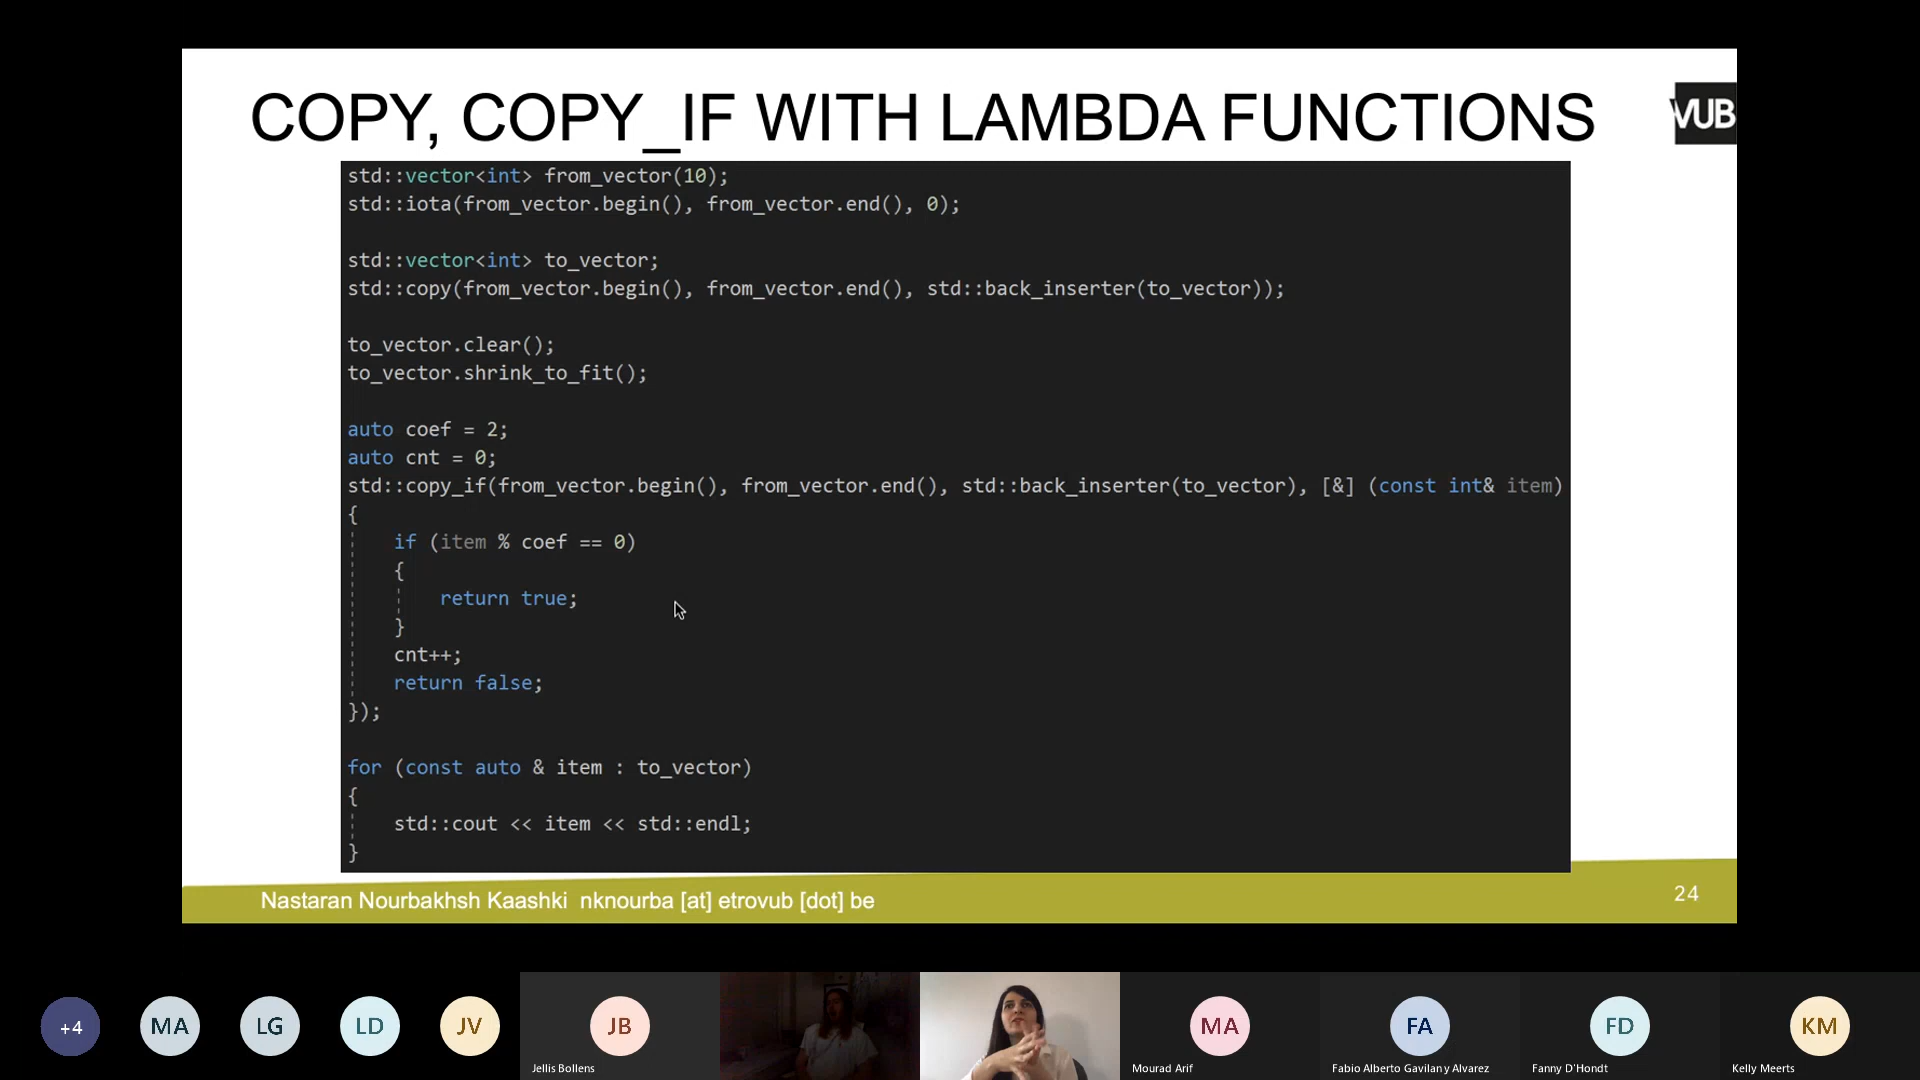 COPY, COPY_IF WITH LAMBDA FUNCTIONS
VUB
std::vector<int> from_vector(10);
std::iota(from_vector.begin(), from_vector.end(), 0);
std::vector<int> to_vector;
std::copy(from_vector.begin(), from_vector.end(), std::back_inserter(to_vector));
to_vector.clear();
to_vector.shrink_to_fit();
auto coef = 2;
auto cnt = 0;
std::copy_if(from_vector.begin(), from_vector.end(), std::back_inserter(to_vector), [&] (const int& item)
{
if (item % coef == 0)
{
return true;
}
cnt++;
return false;
});
for (const auto & item : to_vector)
{
std::cout << item << std::endl;
}
Nastaran Nourbakhsh Kaashki nknourba [at] etrovub [dot] be
24
+4
MA
LG
LD
JV
JB
Jellis Bollens
MA
Mourad Arif
FA
Fabio Alberto Gavilan y Alvarez
FD
Fanny D'Hondt
KM
Kelly Meerts